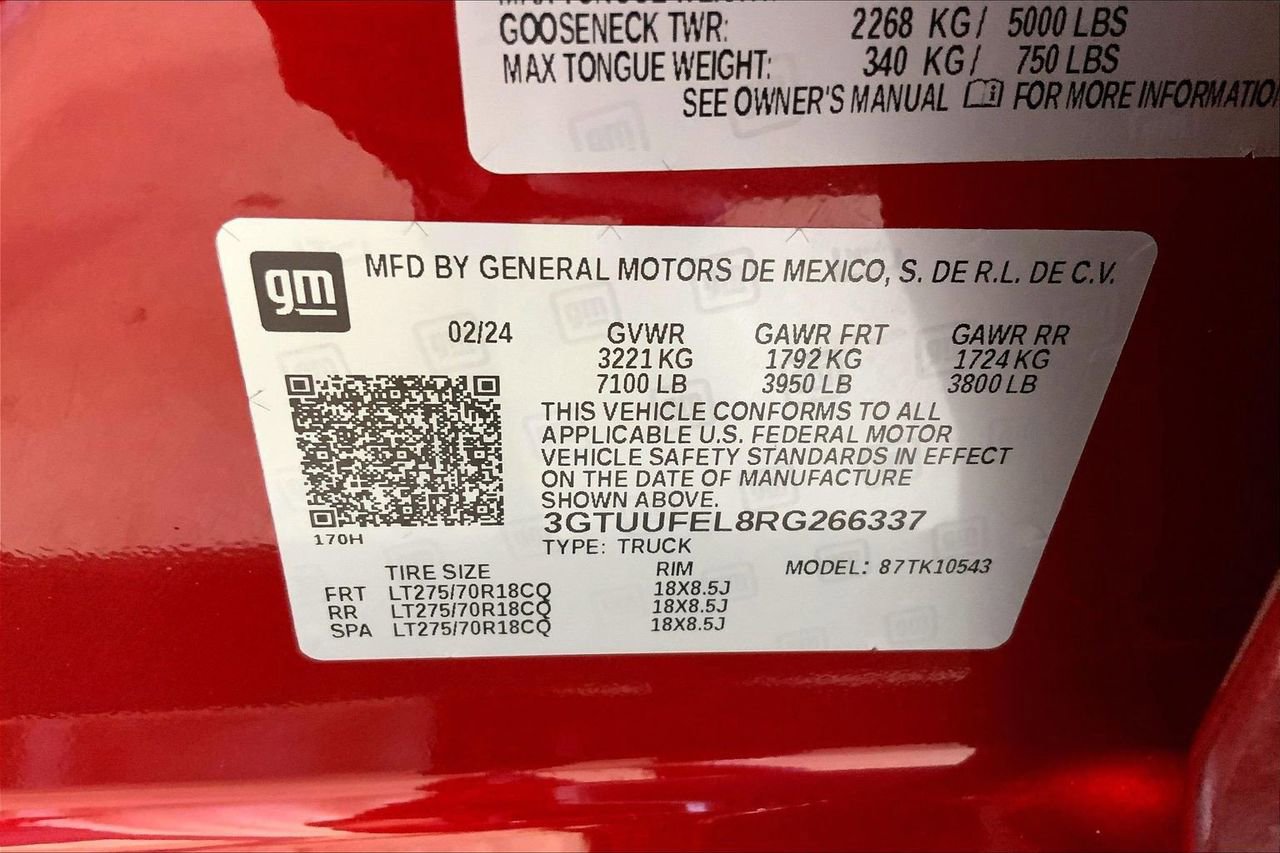 MAX TONGUE WEIGHT:
GOOSENECK TWR: 2268 KG/ 5000 LBS
MAX TONGUE WEIGHT: 340 KG/ 750 LBS
SEE OWNER'S MANUAL FOR MORE INFORMATIO
gm MFD BY GENERAL MOTORS DE MEXICO, S. DE R.L. DE C.V.
02/24 GVWR GAWR FRT GAWR RR
3221 KG 1792 KG 1724 KG
7100 LB 3950 LB 3800 LB
THIS VEHICLE CONFORMS TO ALL
APPLICABLE U.S. FEDERAL MOTOR
VEHICLE SAFETY STANDARDS IN EFFECT
ON THE DATE OF MANUFACTURE
SHOWN ABOVE.
3GTUUFEL8RG266337
170H TYPE: TRUCK
TIRE SIZE RIM MODEL: 87TK10543
FRT LT275/70R18CQ 18X8.5J
RR LT275/70R18CQ 18X8.5J
SPA LT275/70R18CQ 18X8.5J